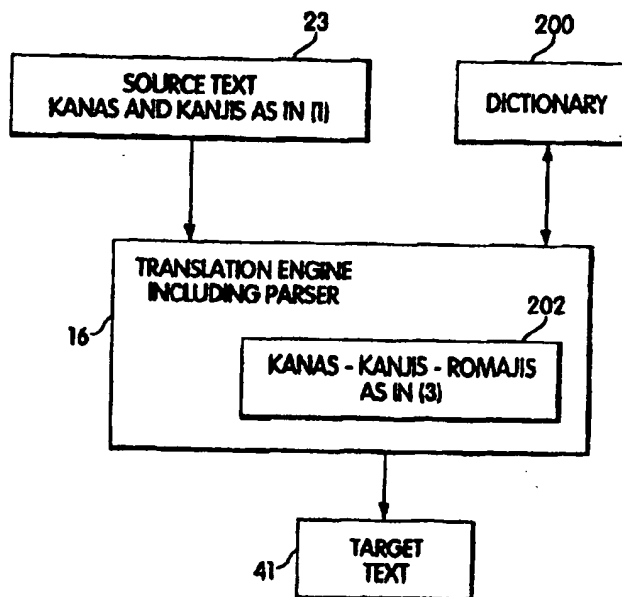 23
SOURCE TEXT
KANAS AND KANJIS AS IN (1)
200
DICTIONARY
TRANSLATION ENGINE
INCLUDING PARSER
16
202
KANAS - KANJIS - ROMAJIS
AS IN (3)
41
TARGET
TEXT